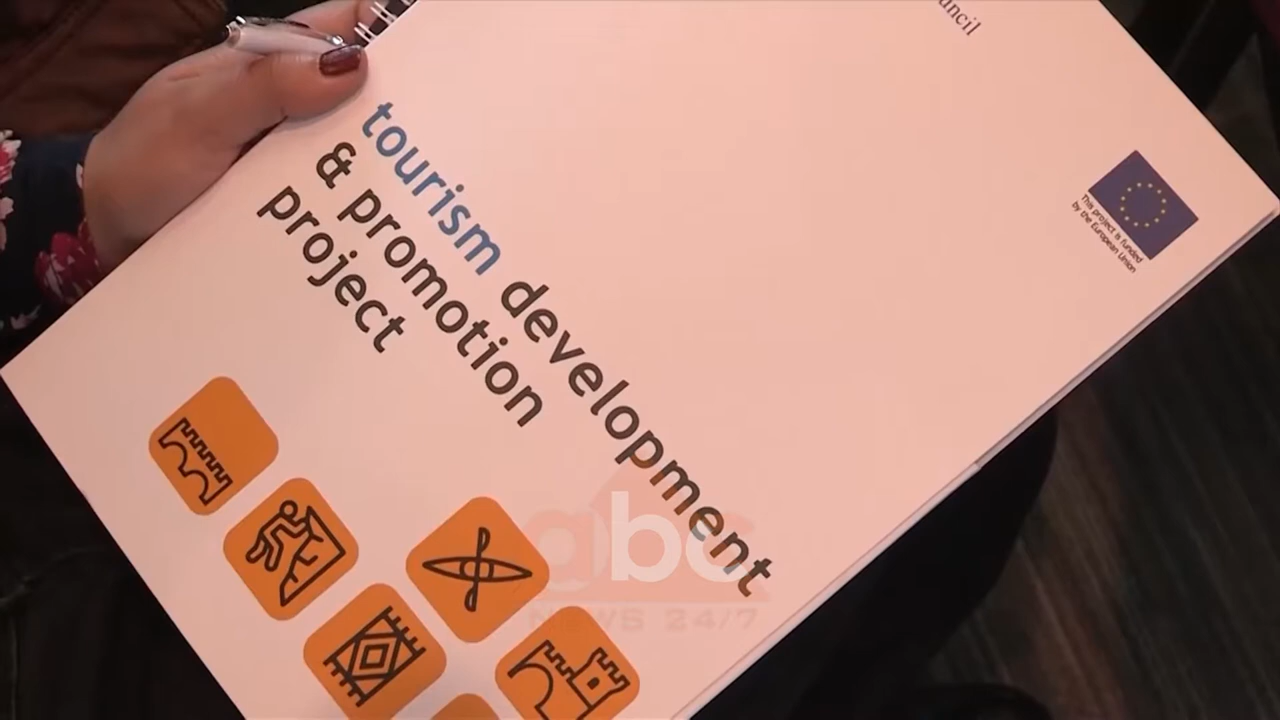 tourism development
& promotion
project
This project is funded
by the European Union
abc
NEWS 24/7